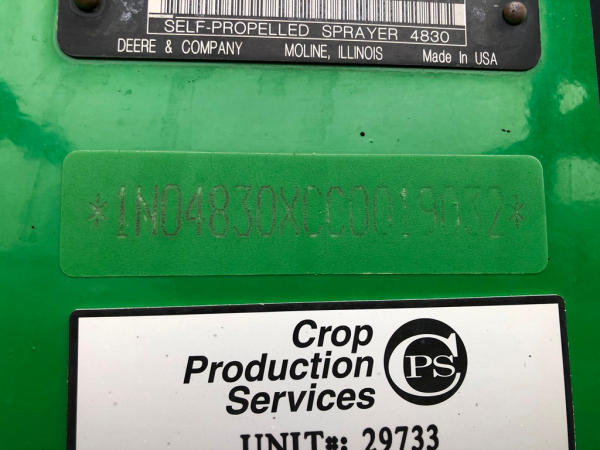 SELF-PROPELLED SPRAYER 4830
DEERE & COMPANY MOLINE, ILLINOIS Made In USA
*1N04830XCC0019032*
Crop
Production
Services
CPS
UNIT#: 29733